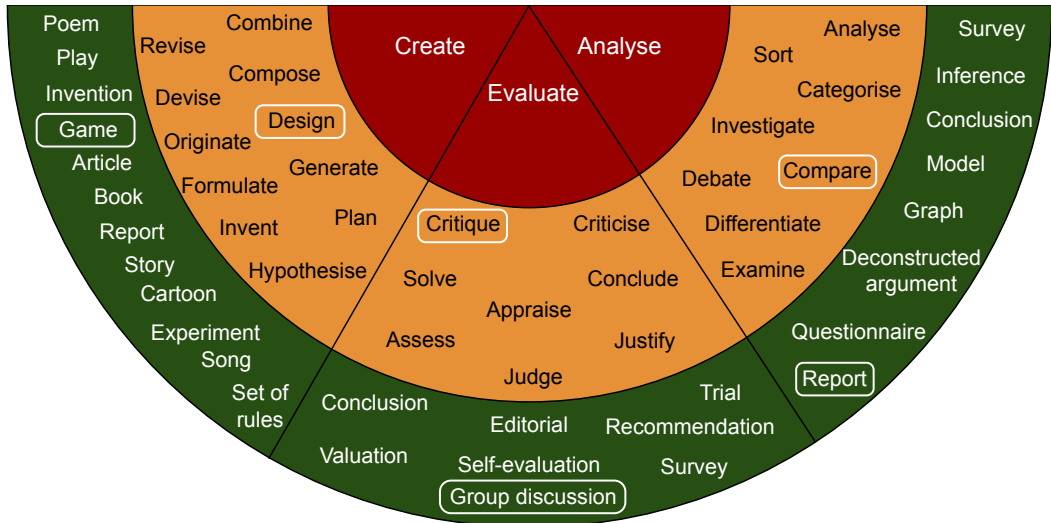 Create
Evaluate
Analyse
Combine
Revise
Compose
Devise
Design
Originate
Generate
Formulate
Plan
Invent
Hypothesise
Critique
Criticise
Solve
Conclude
Appraise
Assess
Justify
Judge
Analyse
Sort
Categorise
Investigate
Debate
Compare
Differentiate
Examine
Poem
Play
Invention
Game
Article
Book
Report
Story
Cartoon
Experiment
Song
Set of
rules
Conclusion
Trial
Editorial
Recommendation
Valuation
Self-evaluation
Survey
Group discussion
Survey
Inference
Conclusion
Model
Graph
Deconstructed
argument
Questionnaire
Report